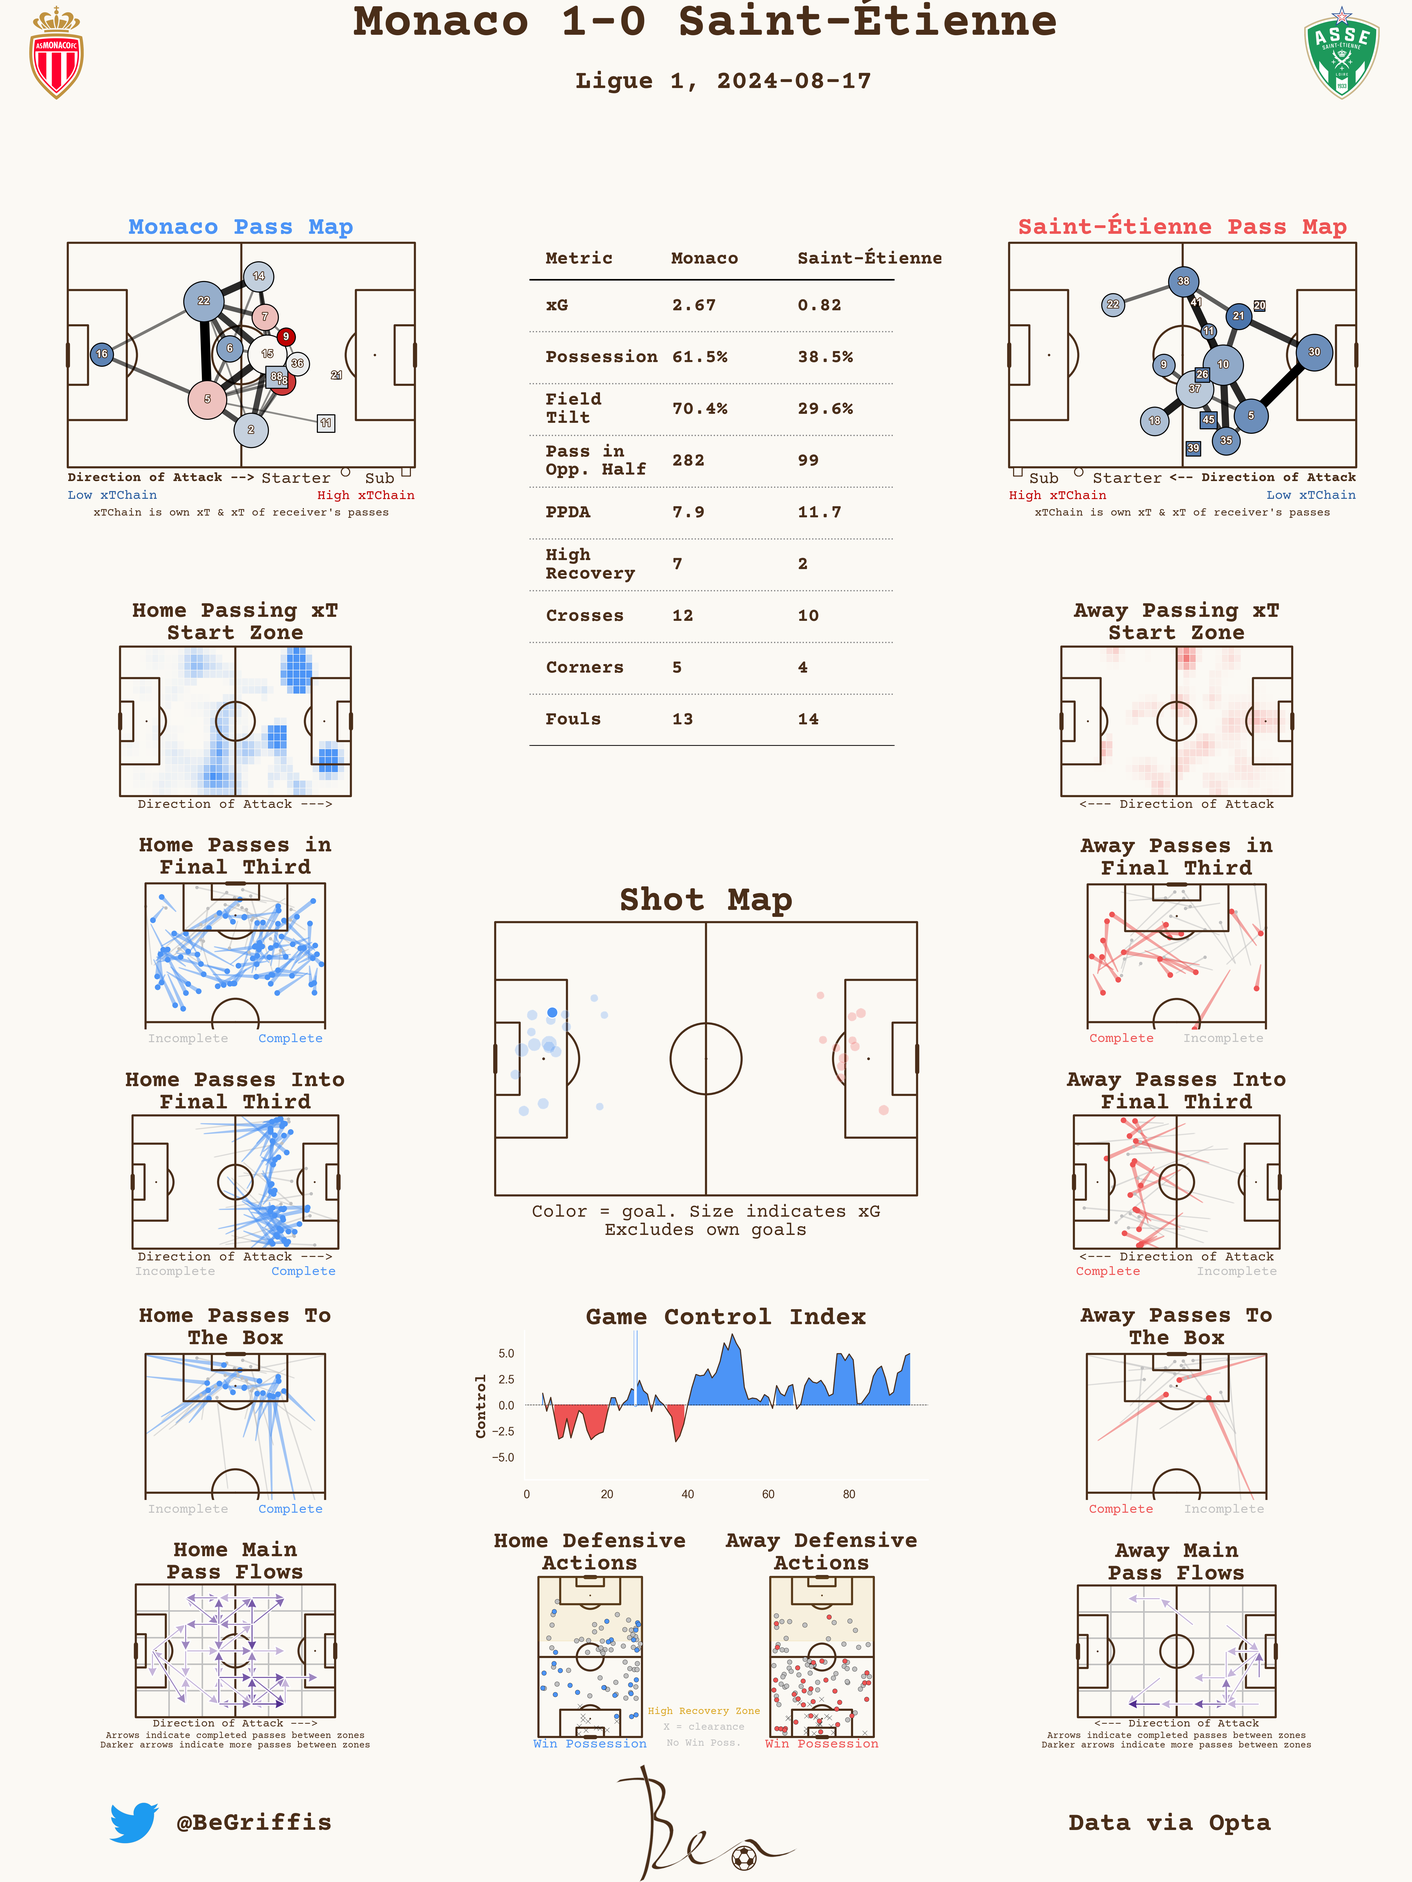 Monaco 1-0 Saint-Étienne
Ligue 1, 2024-08-17
AS MONACO FC
ASSE
SAINT-ÉTIENNE
LOIRE
Monaco Pass Map
14
22
7
9
6
15
16
36
88
18
21
5
11
2
Direction of Attack --> Starter Sub
Low xTChain High xTChain
xTChain is own xT & xT of receiver's passes
Metric Monaco Saint-Étienne
xG 2.67 0.82
Possession 61.5% 38.5%
Field
Tilt 70.4% 29.6%
Pass in
Opp. Half 282 99
PPDA 7.9 11.7
High
Recovery 7 2
Crosses 12 10
Corners 5 4
Fouls 13 14
Saint-Étienne Pass Map
38
22
41
20
21
11
30
9
10
26
37
18
45
5
35
39
Sub Starter <-- Direction of Attack
High xTChain Low xTChain
xTChain is own xT & xT of receiver's passes
Home Passing xT
Start Zone
Direction of Attack --->
Away Passing xT
Start Zone
<--- Direction of Attack
Home Passes in
Final Third
Incomplete Complete
Away Passes in
Final Third
Complete Incomplete
Shot Map
Color = goal. Size indicates xG
Excludes own goals
Home Passes Into
Final Third
Direction of Attack --->
Incomplete Complete
Away Passes Into
Final Third
<--- Direction of Attack
Complete Incomplete
Home Passes To
The Box
Incomplete Complete
Game Control Index
Control
5.0
2.5
0.0
−2.5
−5.0
0 20 40 60 80
Away Passes To
The Box
Complete Incomplete
Home Main
Pass Flows
Direction of Attack --->
Arrows indicate completed passes between zones
Darker arrows indicate more passes between zones
Home Defensive
Actions
Win Possession
Away Defensive
Actions
Win Possession
High Recovery Zone
X = clearance
No Win Poss.
Away Main
Pass Flows
<--- Direction of Attack
Arrows indicate completed passes between zones
Darker arrows indicate more passes between zones
@BeGriffis
Ben
Data via Opta